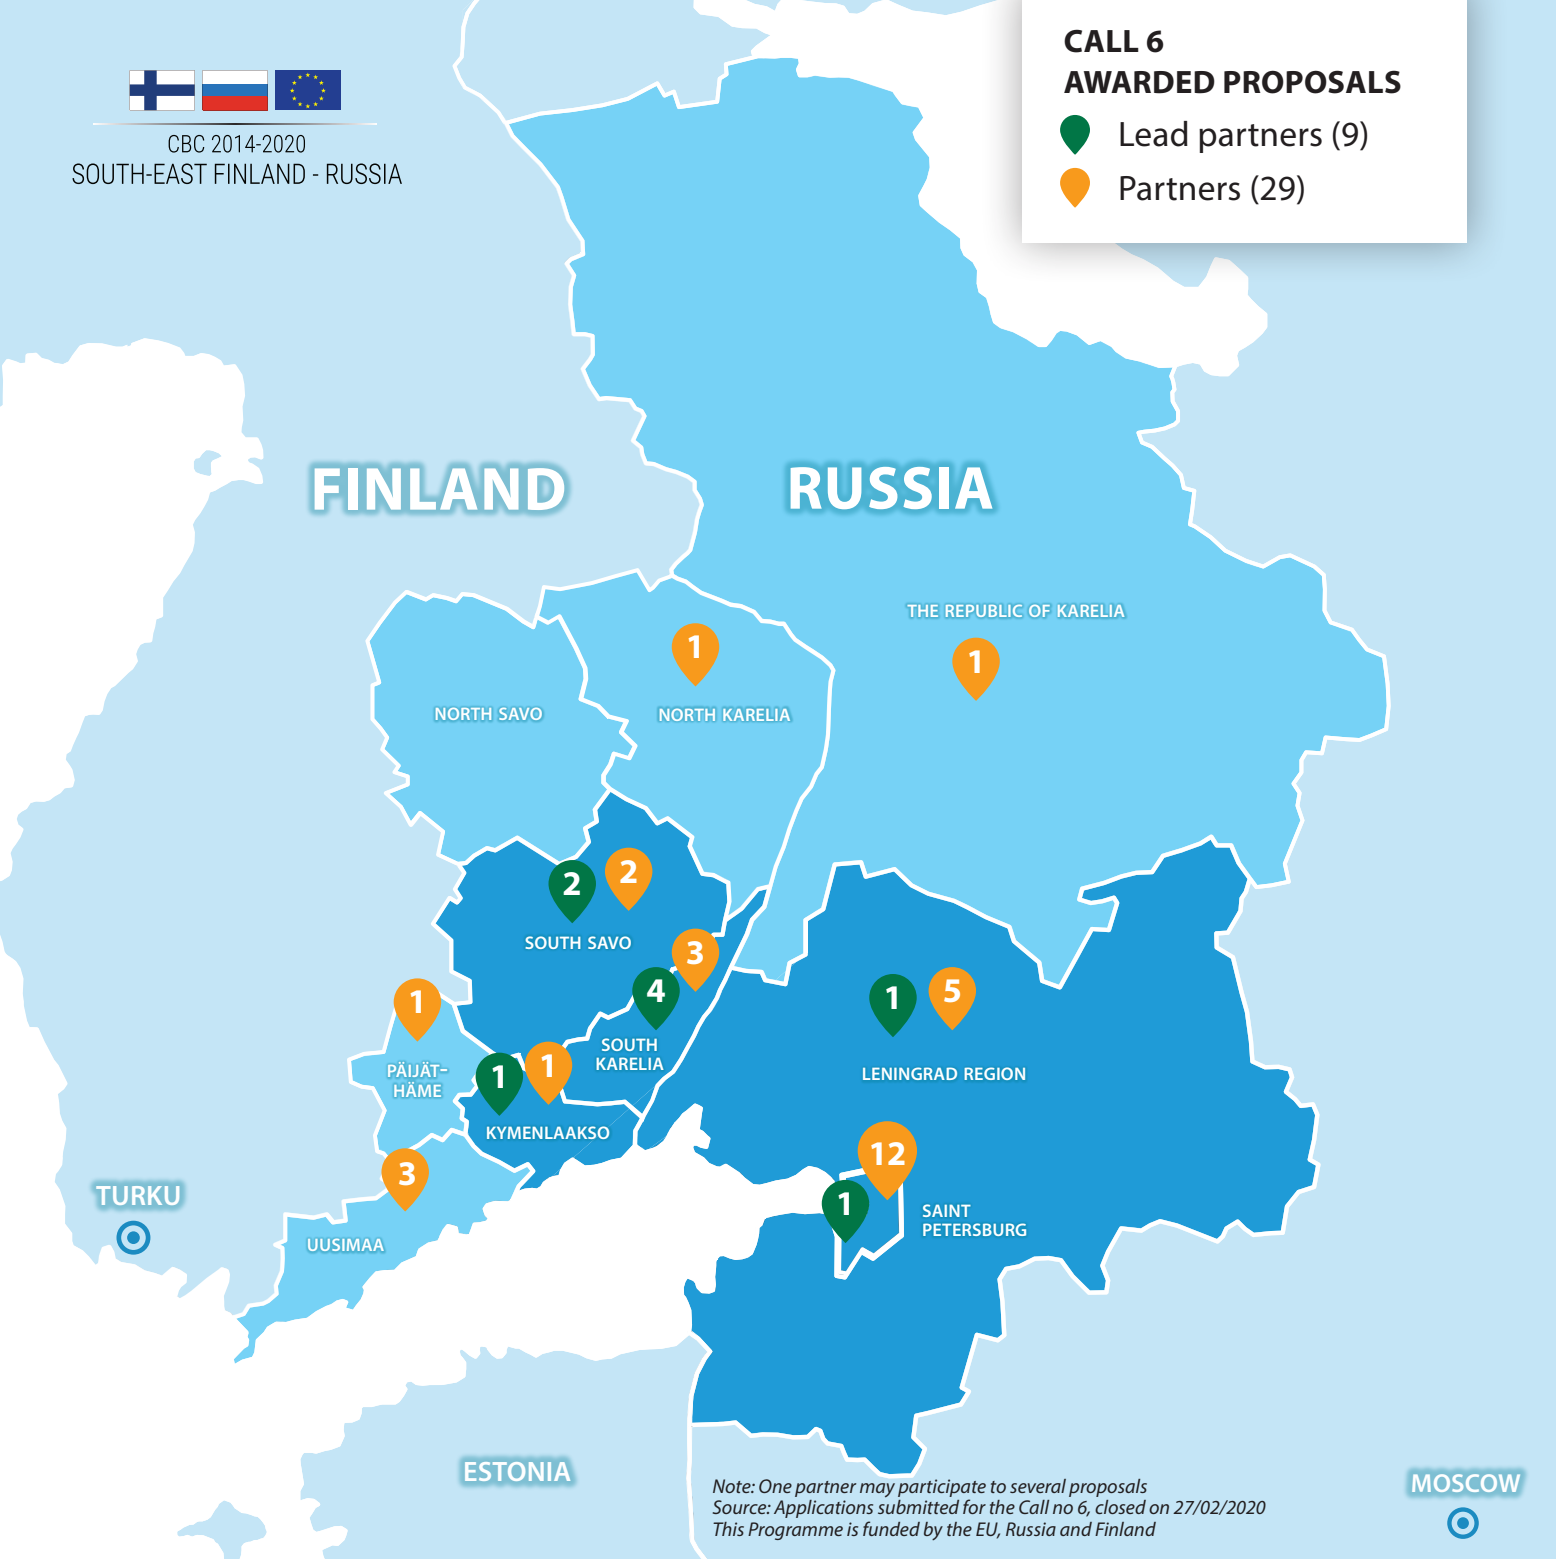 CALL 6
AWARDED PROPOSALS
Lead partners (9)
Partners (29)
CBC 2014-2020
SOUTH-EAST FINLAND - RUSSIA
FINLAND
RUSSIA
THE REPUBLIC OF KARELIA
1
1
NORTH SAVO
NORTH KARELIA
2
2
SOUTH SAVO
3
4
SOUTH
KARELIA
1
5
LENINGRAD REGION
1
PÄIJÄT-
HÄME
1
1
KYMENLAAKSO
12
1
SAINT
PETERSBURG
3
UUSIMAA
TURKU
ESTONIA
MOSCOW
Note: One partner may participate to several proposals
Source: Applications submitted for the Call no 6, closed on 27/02/2020
This Programme is funded by the EU, Russia and Finland